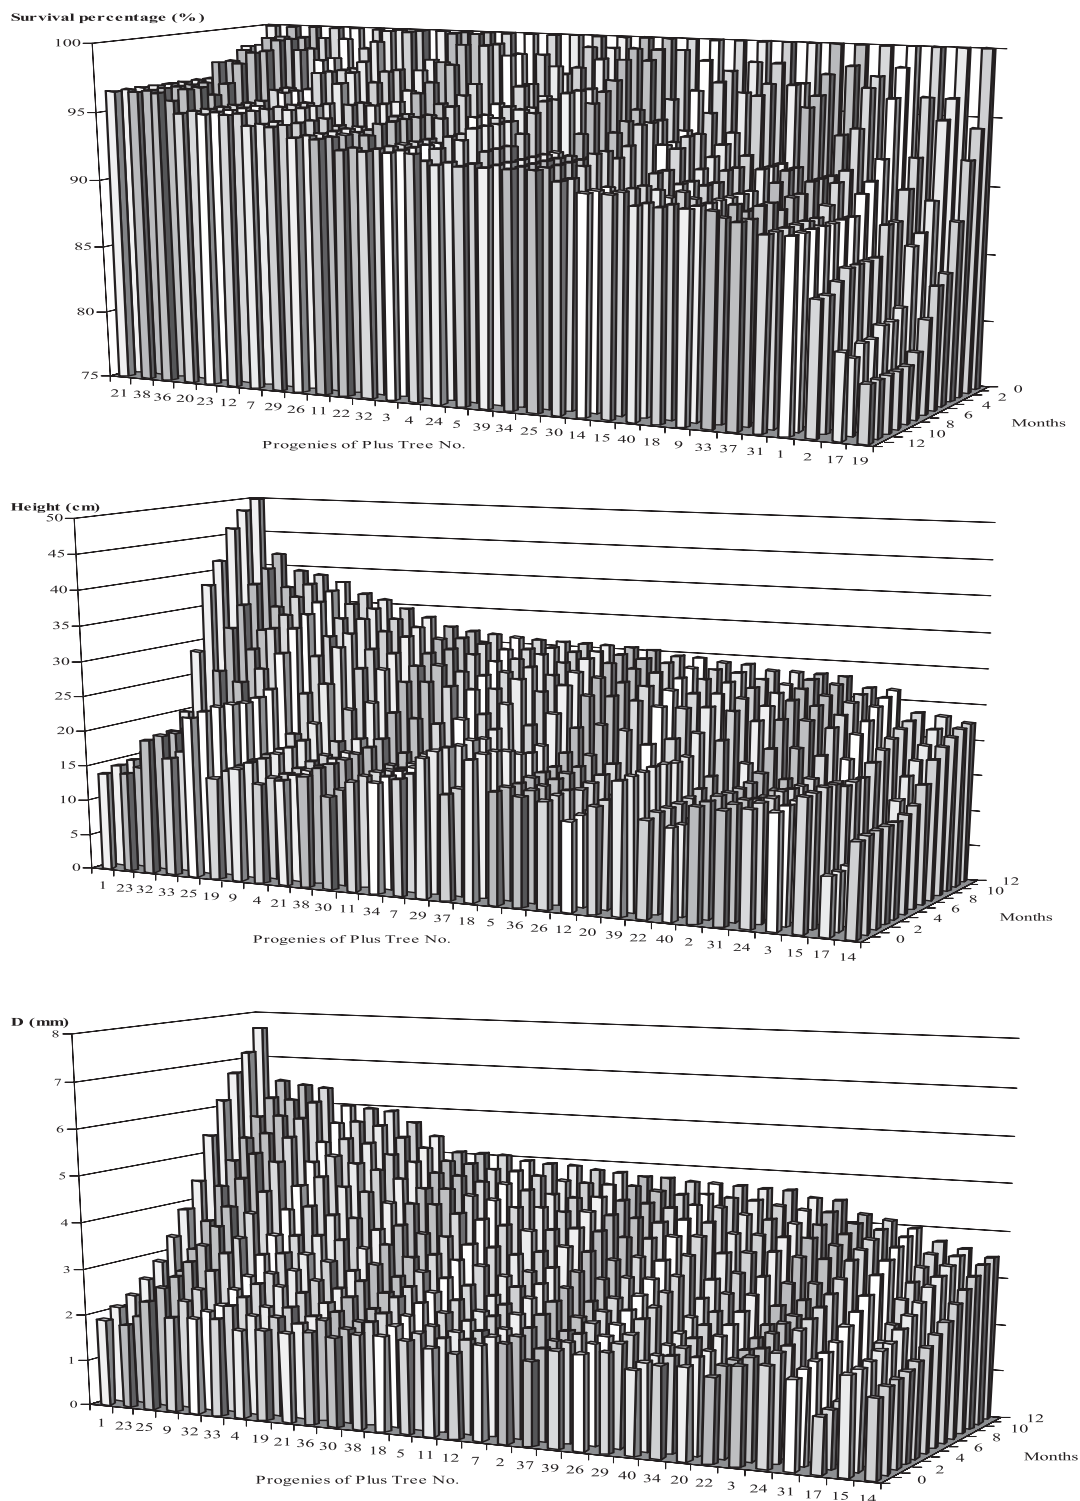 Survival percentage (%)
100
95
90
85
80
75
21 38 36 20 23 12 7 29 26 11 22 32 3 4 24 5 39 34 25 30 14 15 40 18 9 33 37 31 1 2 17 19
0 2 4 6 8 10 12
Months
Progenies of Plus Tree No.
Height (cm)
50
45
40
35
30
25
20
15
10
5
0
1 23 32 33 25 19 9 4 21 38 30 11 34 7 29 37 18 5 36 26 12 20 39 22 40 2 31 24 3 15 17 14
12 10 8 6 4 2 0
Months
Progenies of Plus Tree No.
D (mm)
8
7
6
5
4
3
2
1
0
1 23 25 9 32 33 4 19 21 36 30 38 18 5 11 12 7 2 37 39 26 29 40 34 20 22 3 24 31 17 15 14
12 10 8 6 4 2 0
Months
Progenies of Plus Tree No.